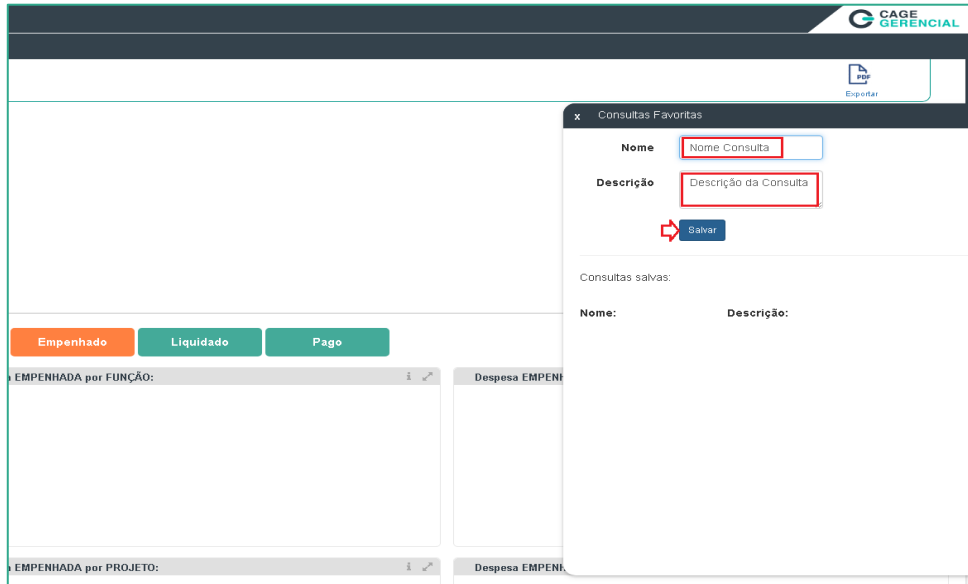 CAGE
GERENCIAL
PDF
Exportar
x Consultas Favoritas
Nome Nome Consulta
Descrição Descrição da Consulta
Salvar
Consultas salvas:
Nome: Descrição:
Empenhado Liquidado Pago
EMPENHADA por FUNÇÃO: i Despesa EMPENH
EMPENHADA por PROJETO: i Despesa EMPENH